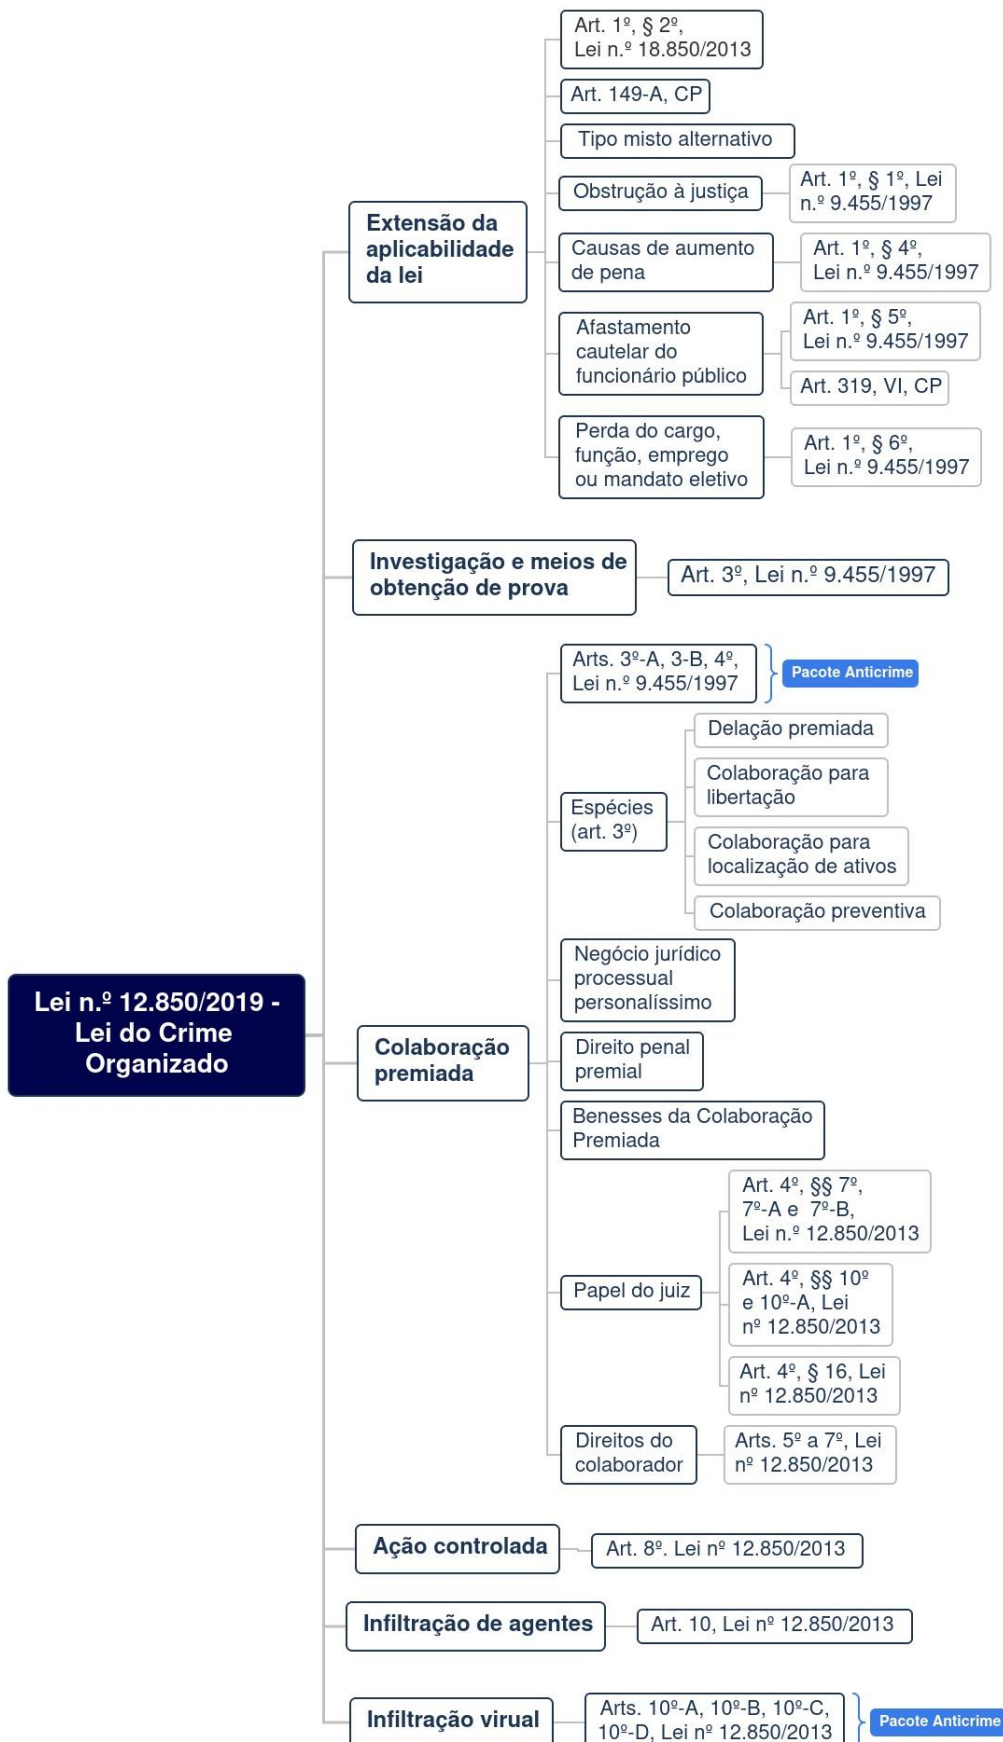 Lei n.º 12.850/2019 -
Lei do Crime
Organizado
Extensão da
aplicabilidade
da lei
Art. 1º, § 2º,
Lei n.º 18.850/2013
Art. 149-A, CP
Tipo misto alternativo
Obstrução à justiça
Art. 1º, § 1º, Lei
n.º 9.455/1997
Causas de aumento
de pena
Art. 1º, § 4º,
Lei n.º 9.455/1997
Afastamento
cautelar do
funcionário público
Art. 1º, § 5º,
Lei n.º 9.455/1997
Art. 319, VI, CP
Perda do cargo,
função, emprego
ou mandato eletivo
Art. 1º, § 6º,
Lei n.º 9.455/1997
Investigação e meios de
obtenção de prova
Art. 3º, Lei n.º 9.455/1997
Colaboração
premiada
Arts. 3º-A, 3-B, 4º,
Lei n.º 9.455/1997
Pacote Anticrime
Espécies
(art. 3º)
Delação premiada
Colaboração para
libertação
Colaboração para
localização de ativos
Colaboração preventiva
Negócio jurídico
processual
personalíssimo
Direito penal
premial
Benesses da Colaboração
Premiada
Papel do juiz
Art. 4º, §§ 7º,
7º-A e 7º-B,
Lei n.º 12.850/2013
Art. 4º, §§ 10º
e 10º-A, Lei
nº 12.850/2013
Art. 4º, § 16, Lei
nº 12.850/2013
Direitos do
colaborador
Arts. 5º a 7º, Lei
nº 12.850/2013
Ação controlada
Art. 8º. Lei nº 12.850/2013
Infiltração de agentes
Art. 10, Lei nº 12.850/2013
Infiltração virual
Arts. 10º-A, 10º-B, 10º-C,
10º-D, Lei nº 12.850/2013
Pacote Anticrime